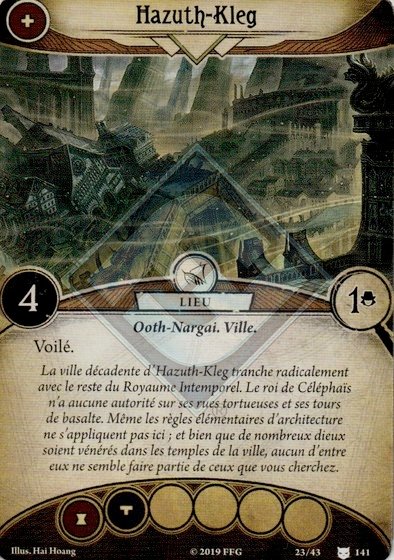 Hazuth-Kleg
4
LIEU
1
Ooth-Nargai. Ville.
Voilé.
La ville décadente d'Hazuth-Kleg tranche radicalement
avec le reste du Royaume Intemporel. Le roi de Céléphaïs
n'a aucune autorité sur ses rues tortueuses et ses tours
de basalte. Même les règles élémentaires d'architecture
ne s'appliquent pas ici ; et bien que de nombreux dieux
soient vénérés dans les temples de la ville, aucun d'entre
eux ne semble faire partie de ceux que vous cherchez.
Illus. Hai Hoang
© 2019 FFG
23/43
141